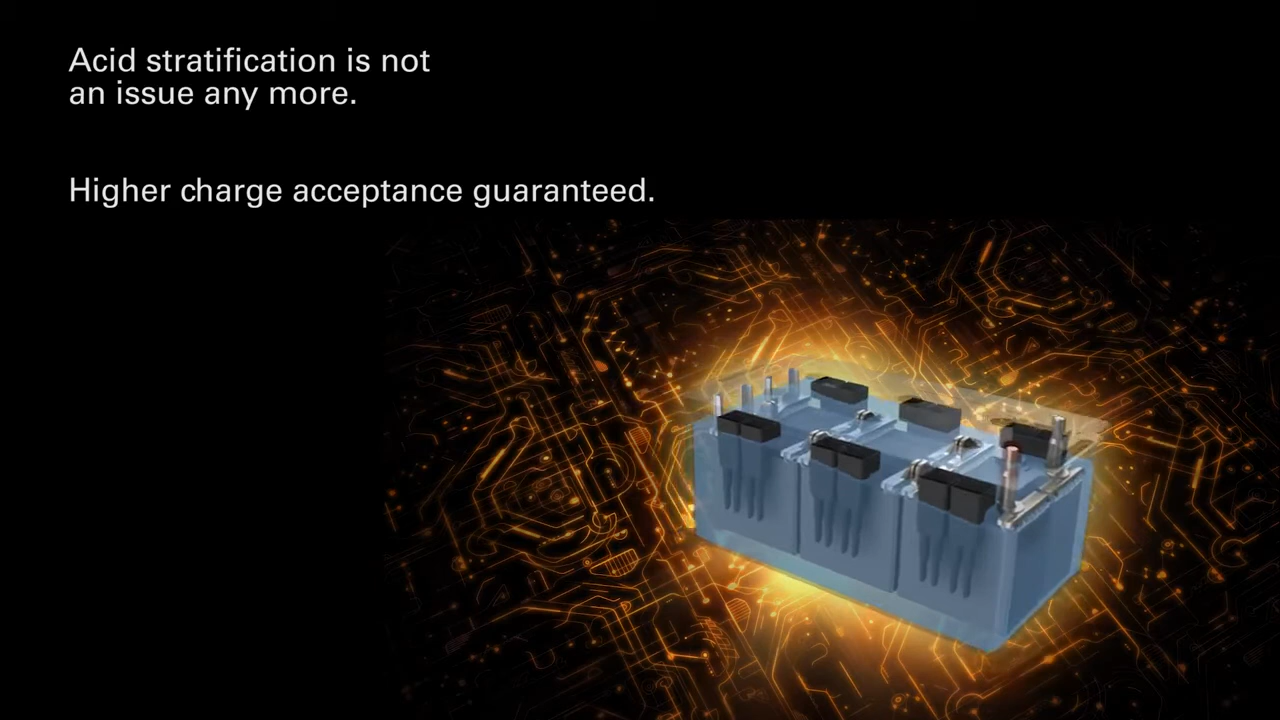 Acid stratification is not
an issue any more.
Higher charge acceptance guaranteed.